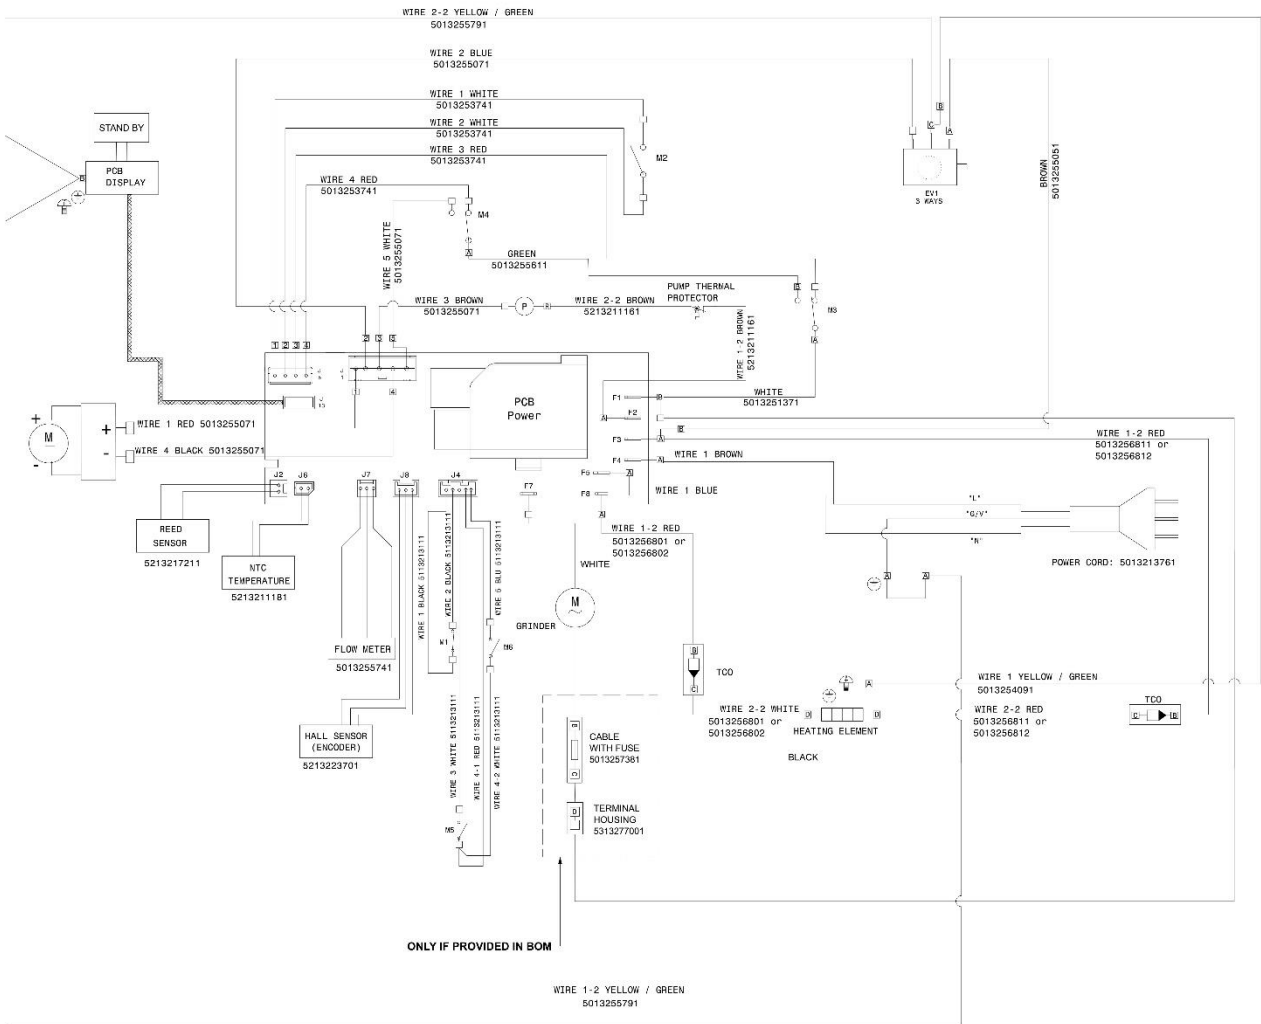 WIRE 2-2 YELLOW / GREEN
5013255791
WIRE 2 BLUE
5013255071
WIRE 1 WHITE
5013253741
WIRE 2 WHITE
5013253741
WIRE 3 RED
5013253741
WIRE 4 RED
5013253741
STAND BY
PCB
DISPLAY
B
M2
M4
A
WIRE 5 WHITE
5013255071
GREEN
5013255611
B
C
A
EV1
3 WAYS
BROWN
5013255051
WIRE 3 BROWN
5013255071
P
B
WIRE 2-2 BROWN
5213211161
PUMP THERMAL
PROTECTOR
WIRE 1-2 BROWN
5213211161
M3
A
1 2 3 4
2 3 5
4
PCB
Power
WHITE
5013251371
F1
B
F2
A
B
F3
A
F4
A
WIRE 1 BROWN
WIRE 1-2 RED
5013256811 or
5013256812
+
M
-
+
-
WIRE 1 RED 5013255071
WIRE 4 BLACK 5013255071
J2
J6
J7
J8
J4
F7
A
F8
A
WIRE 1 BLUE
REED
SENSOR
5213217211
NTC
TEMPERATURE
5213211181
FLOW METER
5013255741
HALL SENSOR
(ENCODER)
5213223701
WIRE 1 BLACK 5113213111
WIRE 2 BLACK 5113213111
WIRE 5 BLU 5113213111
M1
M6
WIRE 3 WHITE 5113213111
WIRE 4-1 RED 5113213111
WIRE 4-2 WHITE 5113213111
M5
WIRE 1-2 RED
5013256801 or
5013256802
WHITE
M
GRINDER
"L"
"G/V"
"N"
POWER CORD: 5013213761
A
A
B
C
TCO
WIRE 2-2 WHITE
5013256801 or
5013256802
D
D
HEATING ELEMENT
BLACK
A
WIRE 1 YELLOW / GREEN
5013254091
WIRE 2-2 RED
5013256811 or
5013256812
TCO
C
B
CABLE
WITH FUSE
5013257381
D
TERMINAL
HOUSING
5313277001
ONLY IF PROVIDED IN BOM
WIRE 1-2 YELLOW / GREEN
5013255791